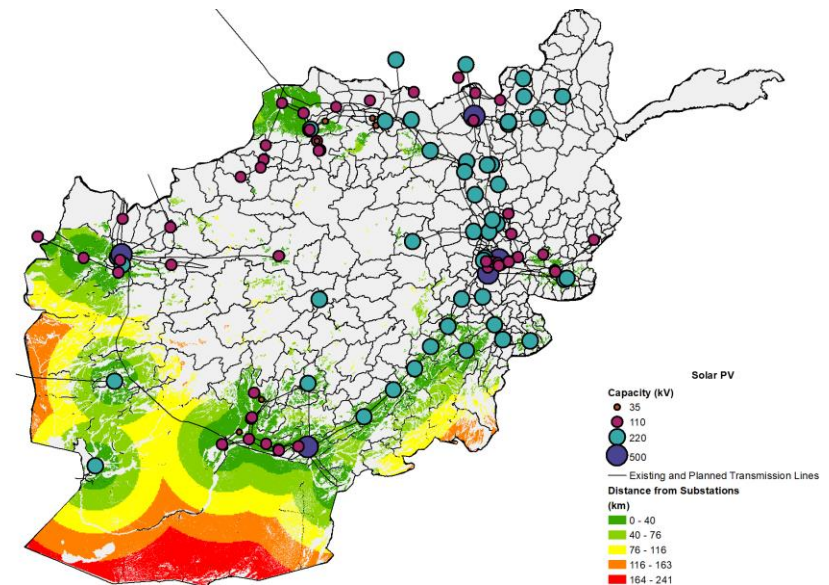 Solar PV
Capacity (kV)
35
110
220
500
Existing and Planned Transmission Lines
Distance from Substations
(km)
0 - 40
40 - 76
76 - 116
116 - 163
164 - 241